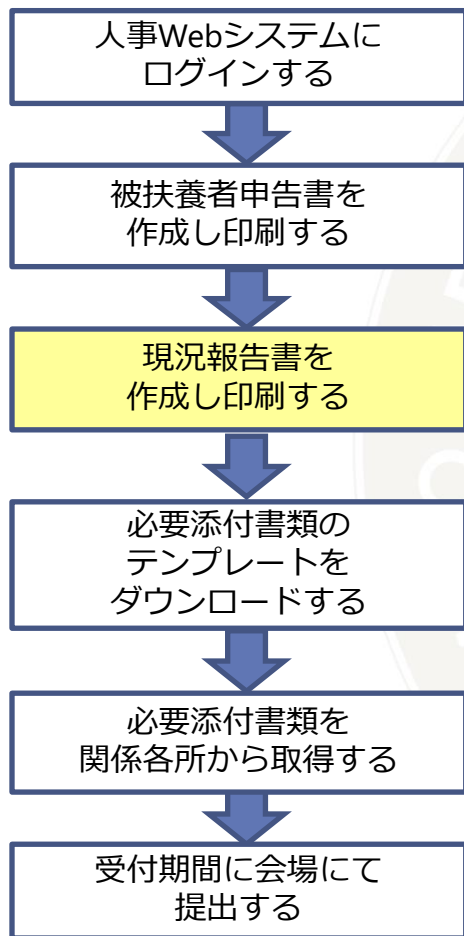 人事Webシステムに
ログインする
被扶養者申告書を
作成し印刷する
現況報告書を
作成し印刷する
必要添付書類の
テンプレートを
ダウンロードする
必要添付書類を
関係各所から取得する
受付期間に会場にて
提出する